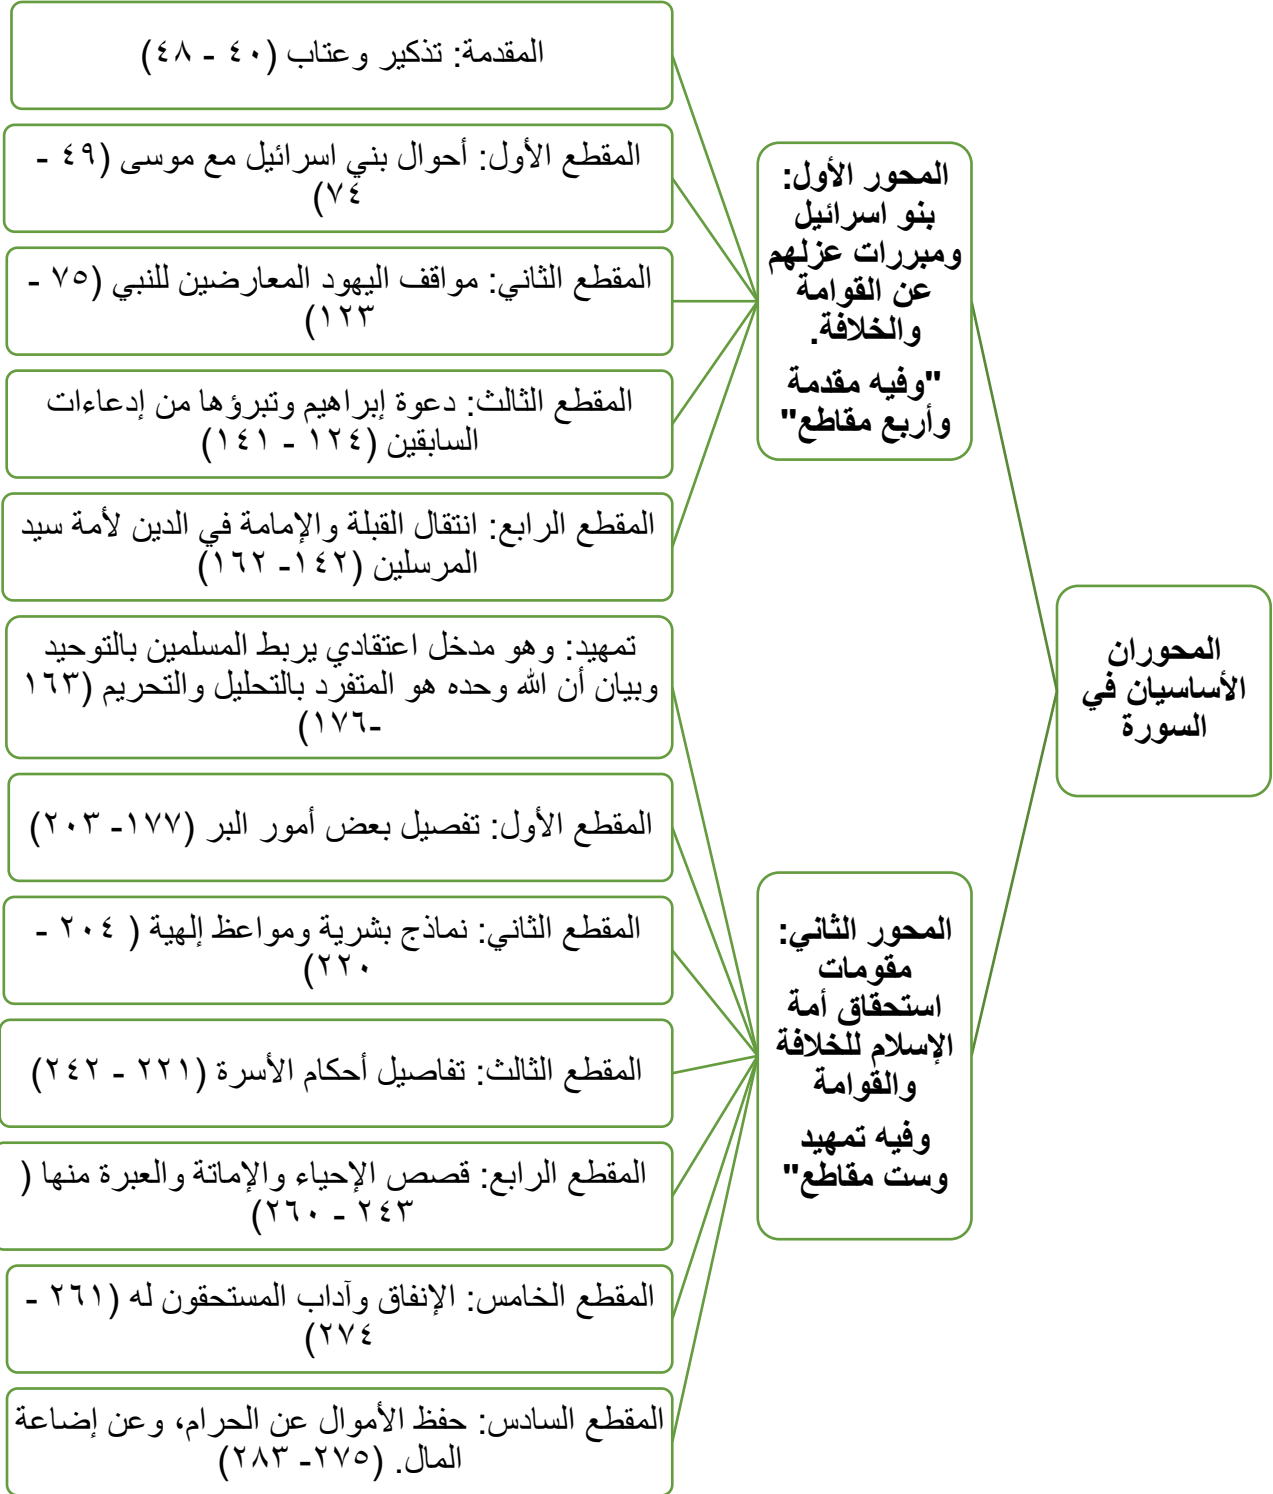 المحوران
الأساسيان في
السورة
المحور الأول:
بنو اسرائيل
ومبررات عزلهم
عن القوامة
والخلافة.
"وفيه مقدمة
وأربع مقاطع"
المقدمة: تذكير وعتاب (٤٠ - ٤٨)
المقطع الأول: أحوال بني اسرائيل مع موسى (٤٩ -
٧٤)
المقطع الثاني: مواقف اليهود المعارضين للنبي (٧٥ -
١٢٣)
المقطع الثالث: دعوة إبراهيم وتبرؤها من إدعاءات
السابقين (١٢٤ - ١٤١)
المقطع الرابع: انتقال القبلة والإمامة في الدين لأمة سيد
المرسلين (١٤٢- ١٦٢)
المحور الثاني:
مقومات
استحقاق أمة
الإسلام للخلافة
والقوامة
وفيه تمهيد
وست مقاطع"
تمهيد: وهو مدخل اعتقادي يربط المسلمين بالتوحيد
وبيان أن الله وحده هو المتفرد بالتحليل والتحريم (١٦٣
-١٧٦)
المقطع الأول: تفصيل بعض أمور البر (١٧٧- ٢٠٣)
المقطع الثاني: نماذج بشرية ومواعظ إلهية ( ٢٠٤ -
٢٢٠)
المقطع الثالث: تفاصيل أحكام الأسرة (٢٢١ - ٢٤٢)
المقطع الرابع: قصص الإحياء والإماتة والعبرة منها (
٢٤٣ - ٢٦٠)
المقطع الخامس: الإنفاق وآداب المستحقون له (٢٦١ -
٢٧٤)
المقطع السادس: حفظ الأموال عن الحرام، وعن إضاعة
المال. (٢٧٥- ٢٨٣)